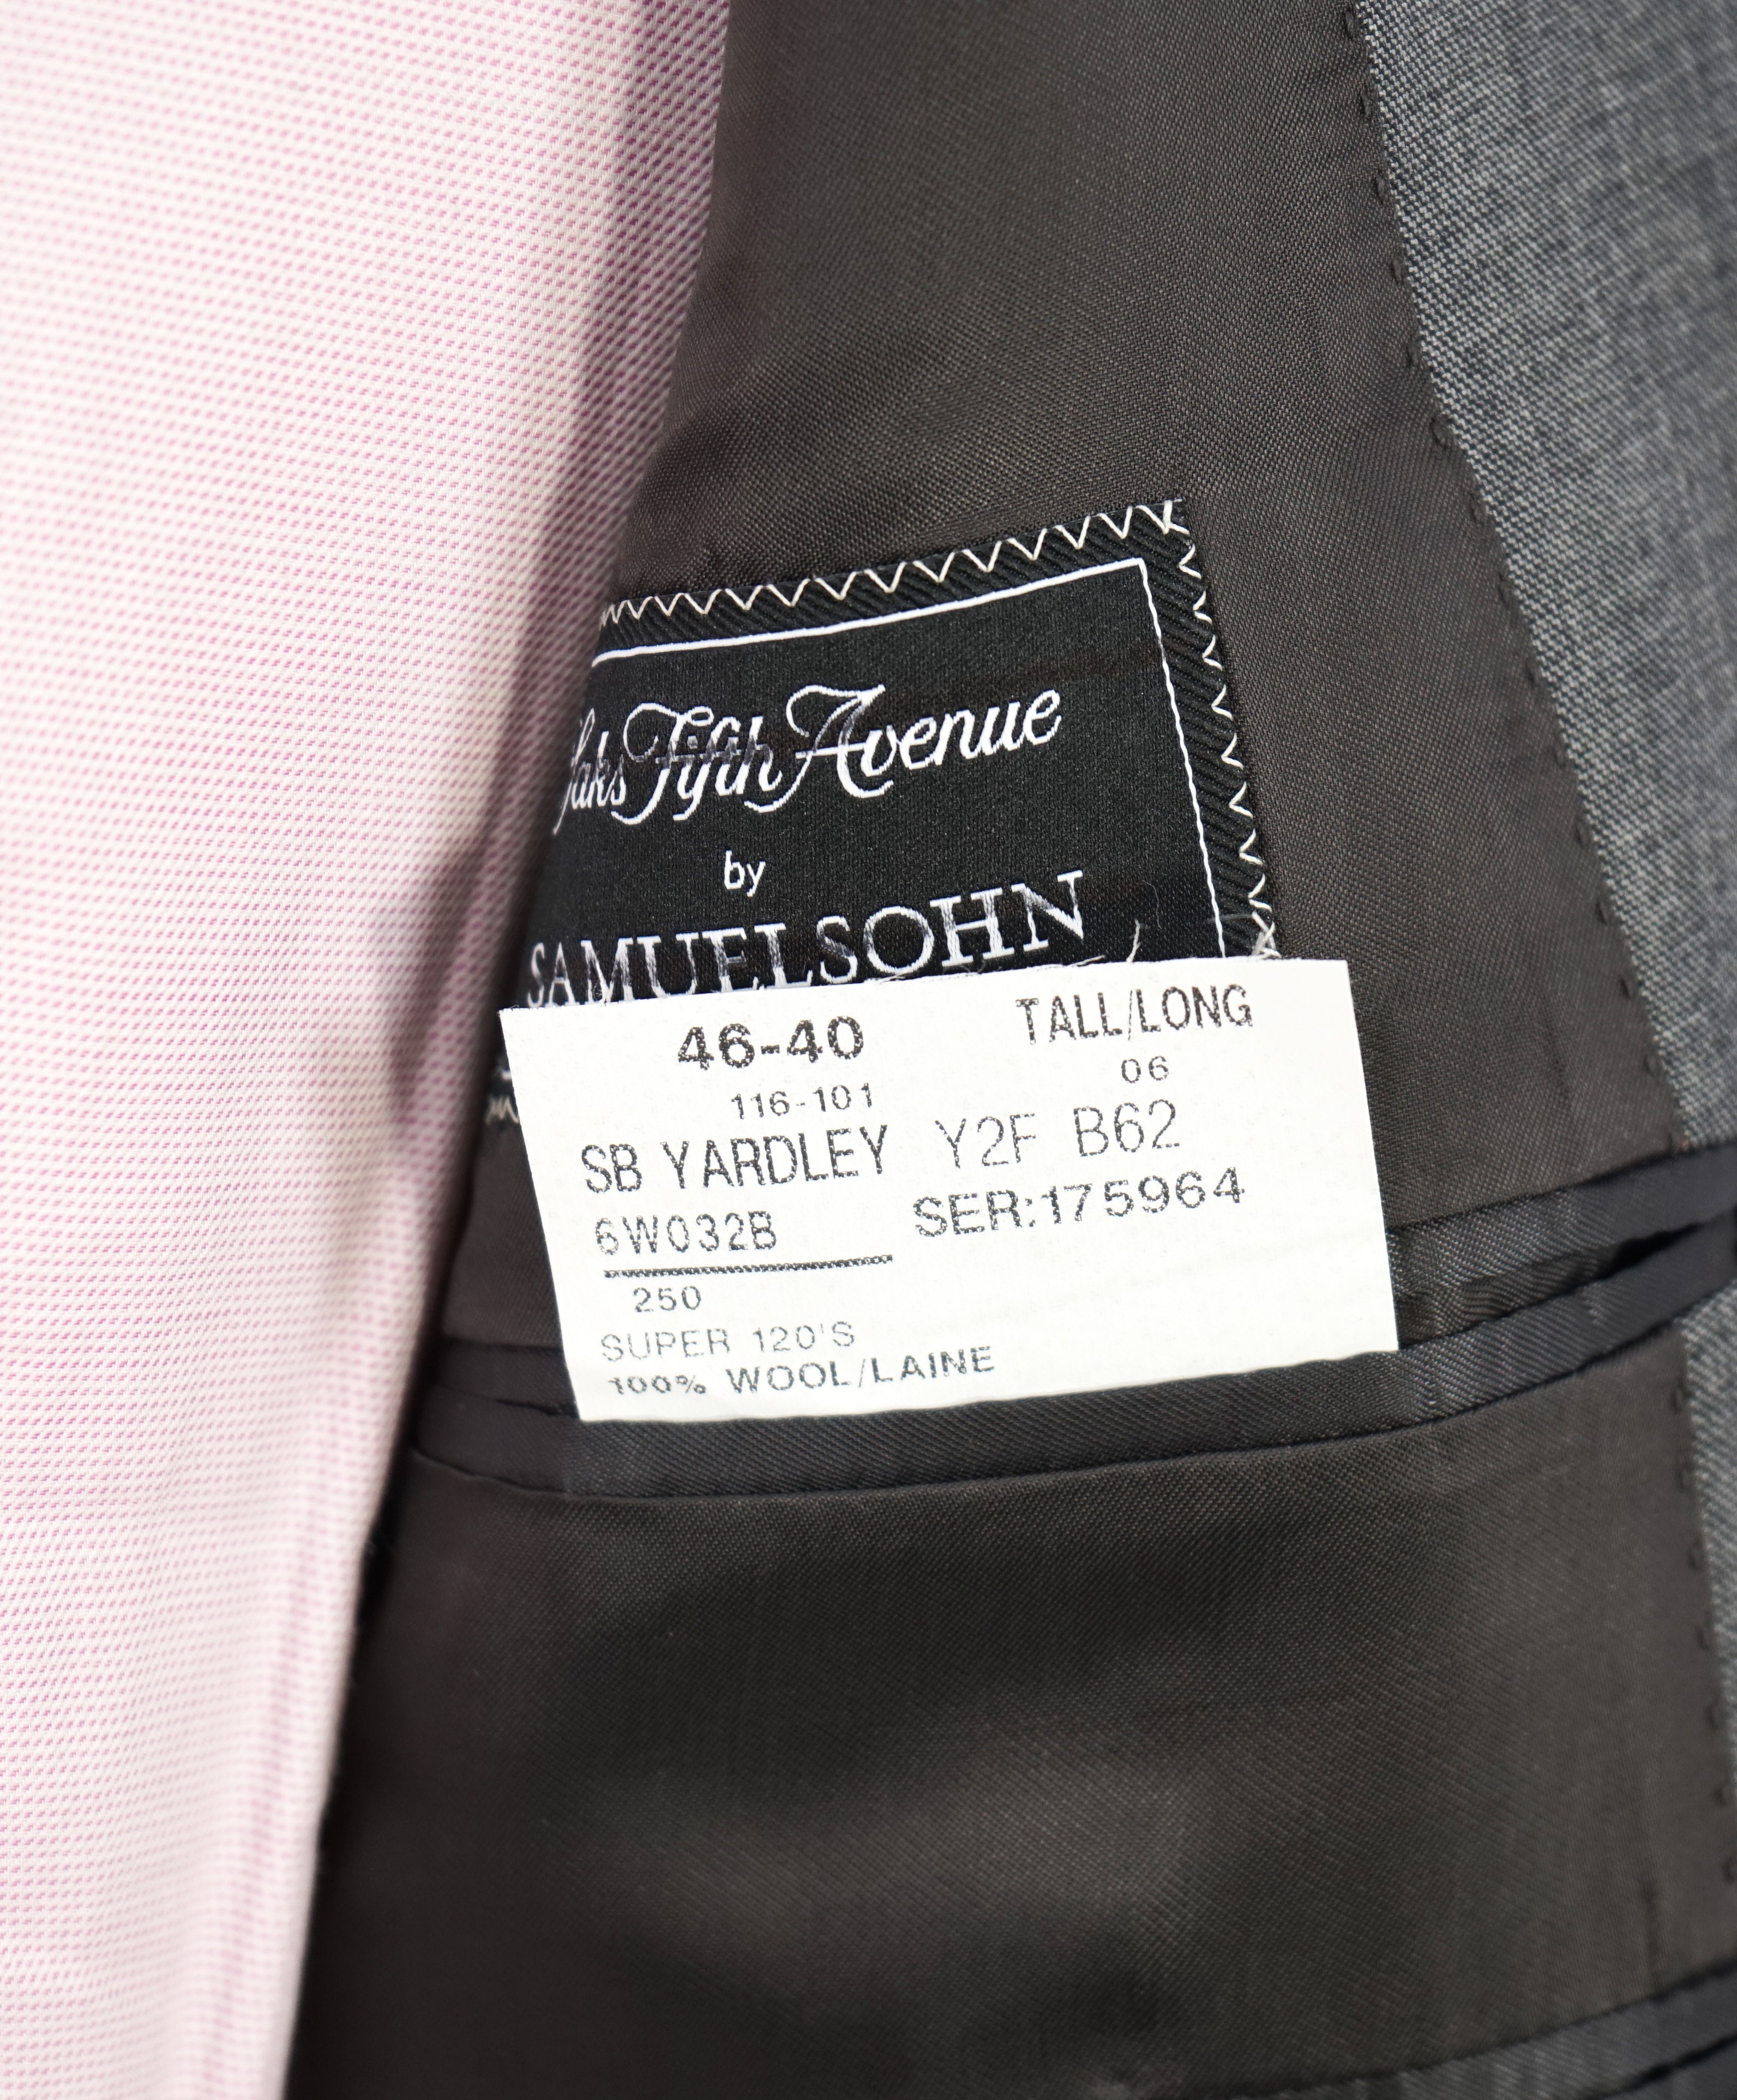 Saks Fifth Avenue
by
SAMUELSOHN
46-40 TALL/LONG
116-101 06
SB YARDLEY Y2F B62
6W032B SER:175964
250
SUPER 120'S
100% WOOL/LAINE